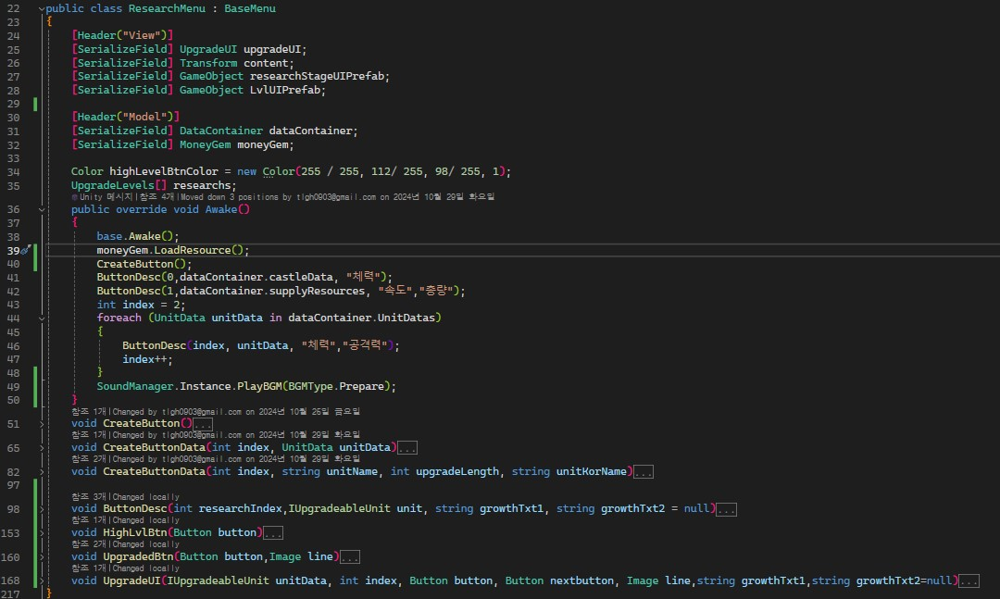 22 public class ResearchMenu : BaseMenu
23 {
24 [Header("View")]
25 [SerializeField] UpgradeUI upgradeUI;
26 [SerializeField] Transform content;
27 [SerializeField] GameObject researchStageUIPrefab;
28 [SerializeField] GameObject LvlUIPrefab;
29
30 [Header("Model")]
31 [SerializeField] DataContainer dataContainer;
32 [SerializeField] MoneyGem moneyGem;
33
34 Color highLevelBtnColor = new Color(255 / 255, 112/ 255, 98/ 255, 1);
35 UpgradeLevels[] researchs;
Unity 메시지|참조 4개|Moved down 3 positions by tlgh0903@gmail.com on 2024년 10월 29일 화요일
36 public override void Awake()
37 {
38 base.Awake();
39 moneyGem.LoadResource();
40 CreateButton();
41 ButtonDesc(0,dataContainer.castleData, "체력");
42 ButtonDesc(1,dataContainer.supplyResources, "속도","총량");
43 int index = 2;
44 foreach (UnitData unitData in dataContainer.UnitDatas)
45 {
46 ButtonDesc(index, unitData, "체력","공격력");
47 index++;
48 }
49 SoundManager.Instance.PlayBGM(BGMType.Prepare);
50 }
참조 1개|Changed by tlgh0903@gmail.com on 2024년 10월 25일 금요일
51 void CreateButton()...
참조 1개|Changed by tlgh0903@gmail.com on 2024년 10월 29일 화요일
65 void CreateButtonData(int index, UnitData unitData)...
참조 2개|Changed by tlgh0903@gmail.com on 2024년 10월 29일 화요일
82 void CreateButtonData(int index, string unitName, int upgradeLength, string unitKorName)...
97
참조 3개|Changed locally
98 void ButtonDesc(int researchIndex,IUpgradeableUnit unit, string growthTxt1, string growthTxt2 = null)...
참조 1개|Changed locally
153 void HighLvlBtn(Button button)...
참조 2개|Changed locally
160 void UpgradedBtn(Button button,Image line)...
참조 1개|Changed locally
168 void UpgradeUI(IUpgradeableUnit unitData, int index, Button button, Button nextbutton, Image line,string growthTxt1,string growthTxt2=null)...
217 }